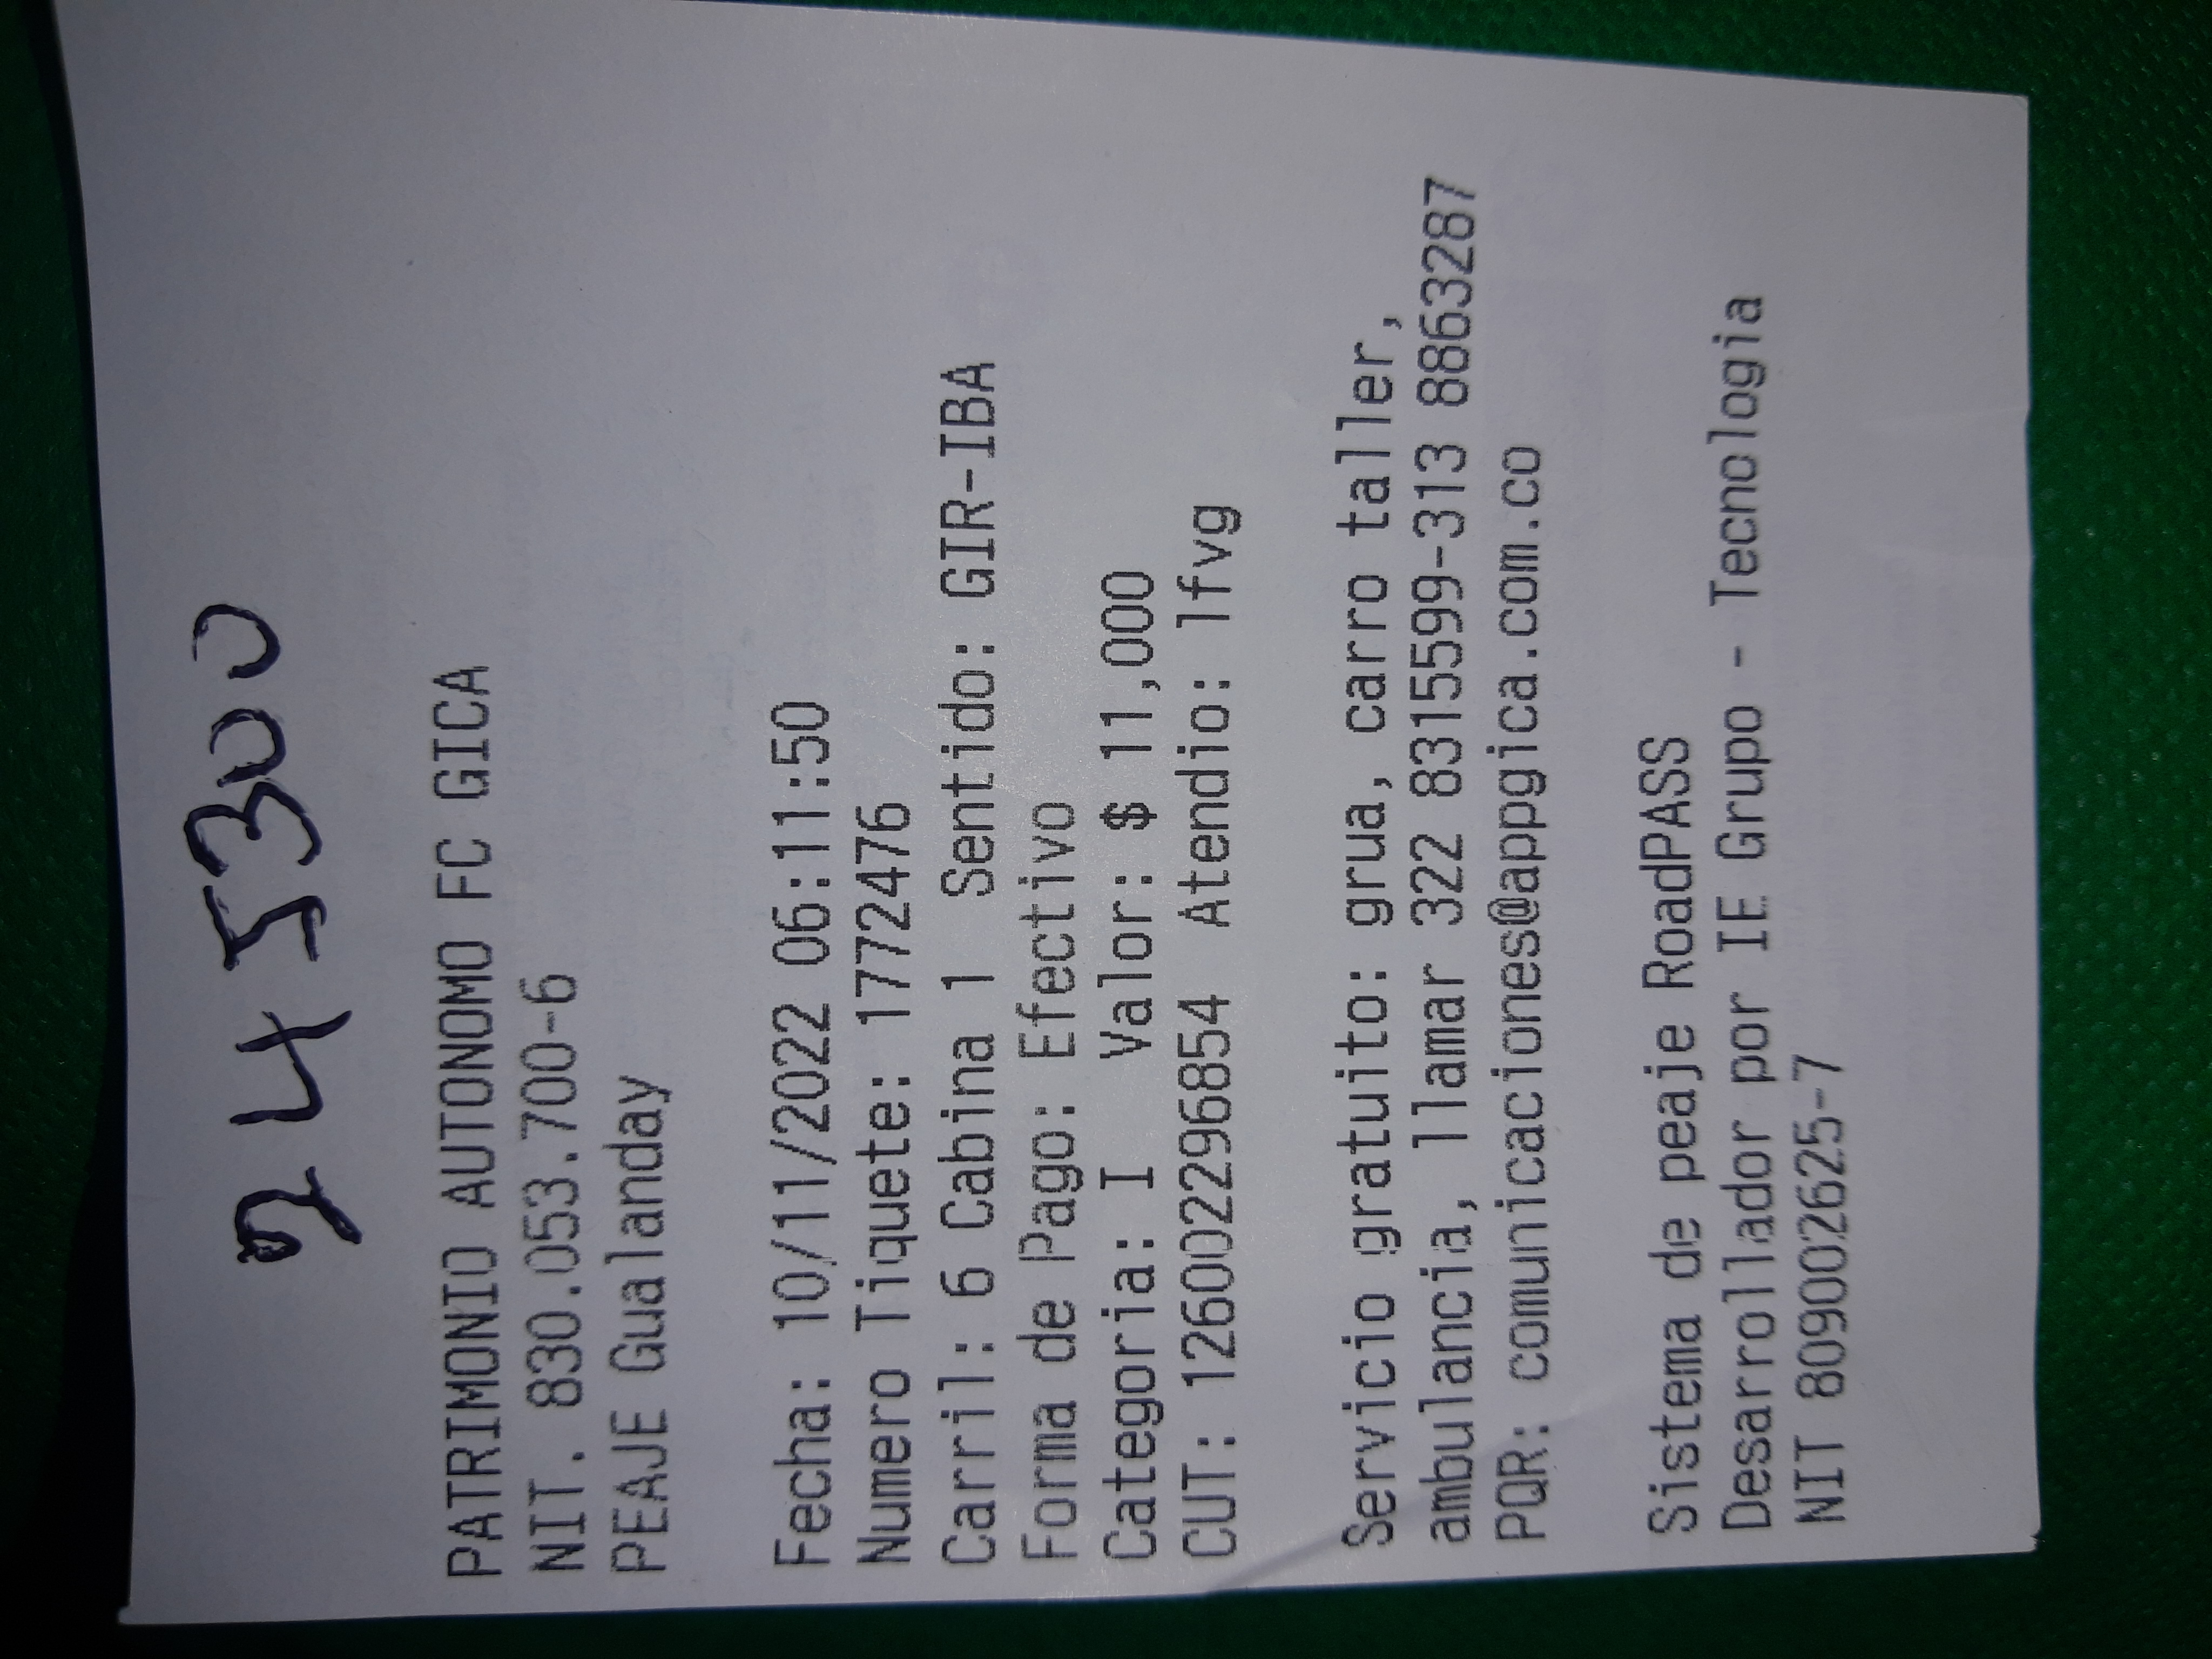 245300
PATRIMONIO AUTONOMO FC GICA
NIT. 830.053.700-6
PEAJE Gualanday
Fecha: 10/11/2022 06:11:50
Numero Tiquete: 1772476
Carril: 6 Cabina 1 Sentido: GIR-IBA
Forma de Pago: Efectivo
Categoria: I Valor: $ 11,000
CUT: 1260022296854 Atendio: lfvg
Servicio gratuito: grua, carro taller,
ambulancia, llamar 322 8315599-313 8863287
PQR: comunicaciones@appgica.com.co
Sistema de peaje RoadPASS
Desarrollador por IE Grupo - Tecnologia
NIT 809002625-7